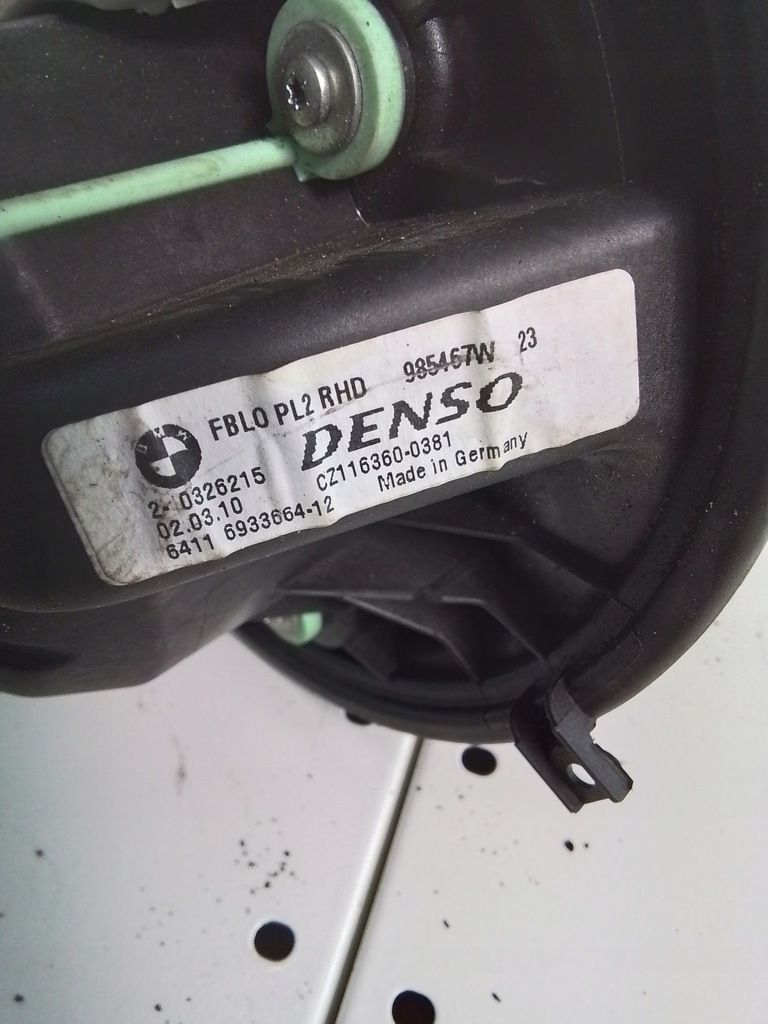 BMW
FBLO PL2 RHD 985467W 23
DENSO
2- 0326215 CZ116360-0381
02.03.10 Made in Germany
6411 6933664-12